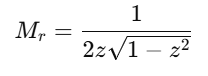 M_r = \frac{1}{2z\sqrt{1 - z^2}}